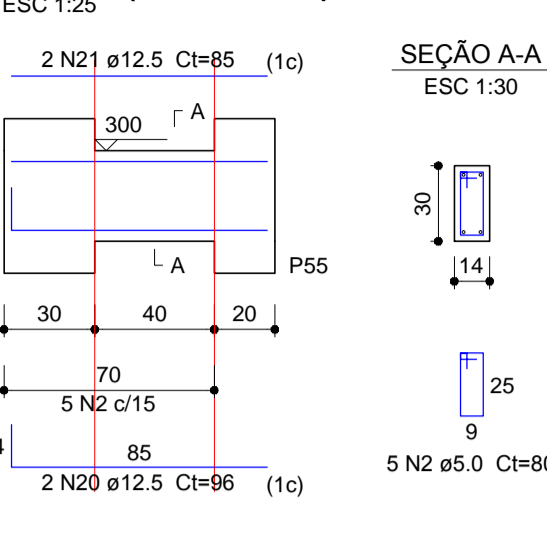 ESC 1:25
2 N21 ø12.5 Ct=85 (1c)
SEÇÃO A-A
ESC 1:30
A
300
30
14
A
P55
30 40 20
70
5 N2 c/15
25
9
5 N2 ø5.0
85
2 N20 ø12.5 Ct=96 (1c)